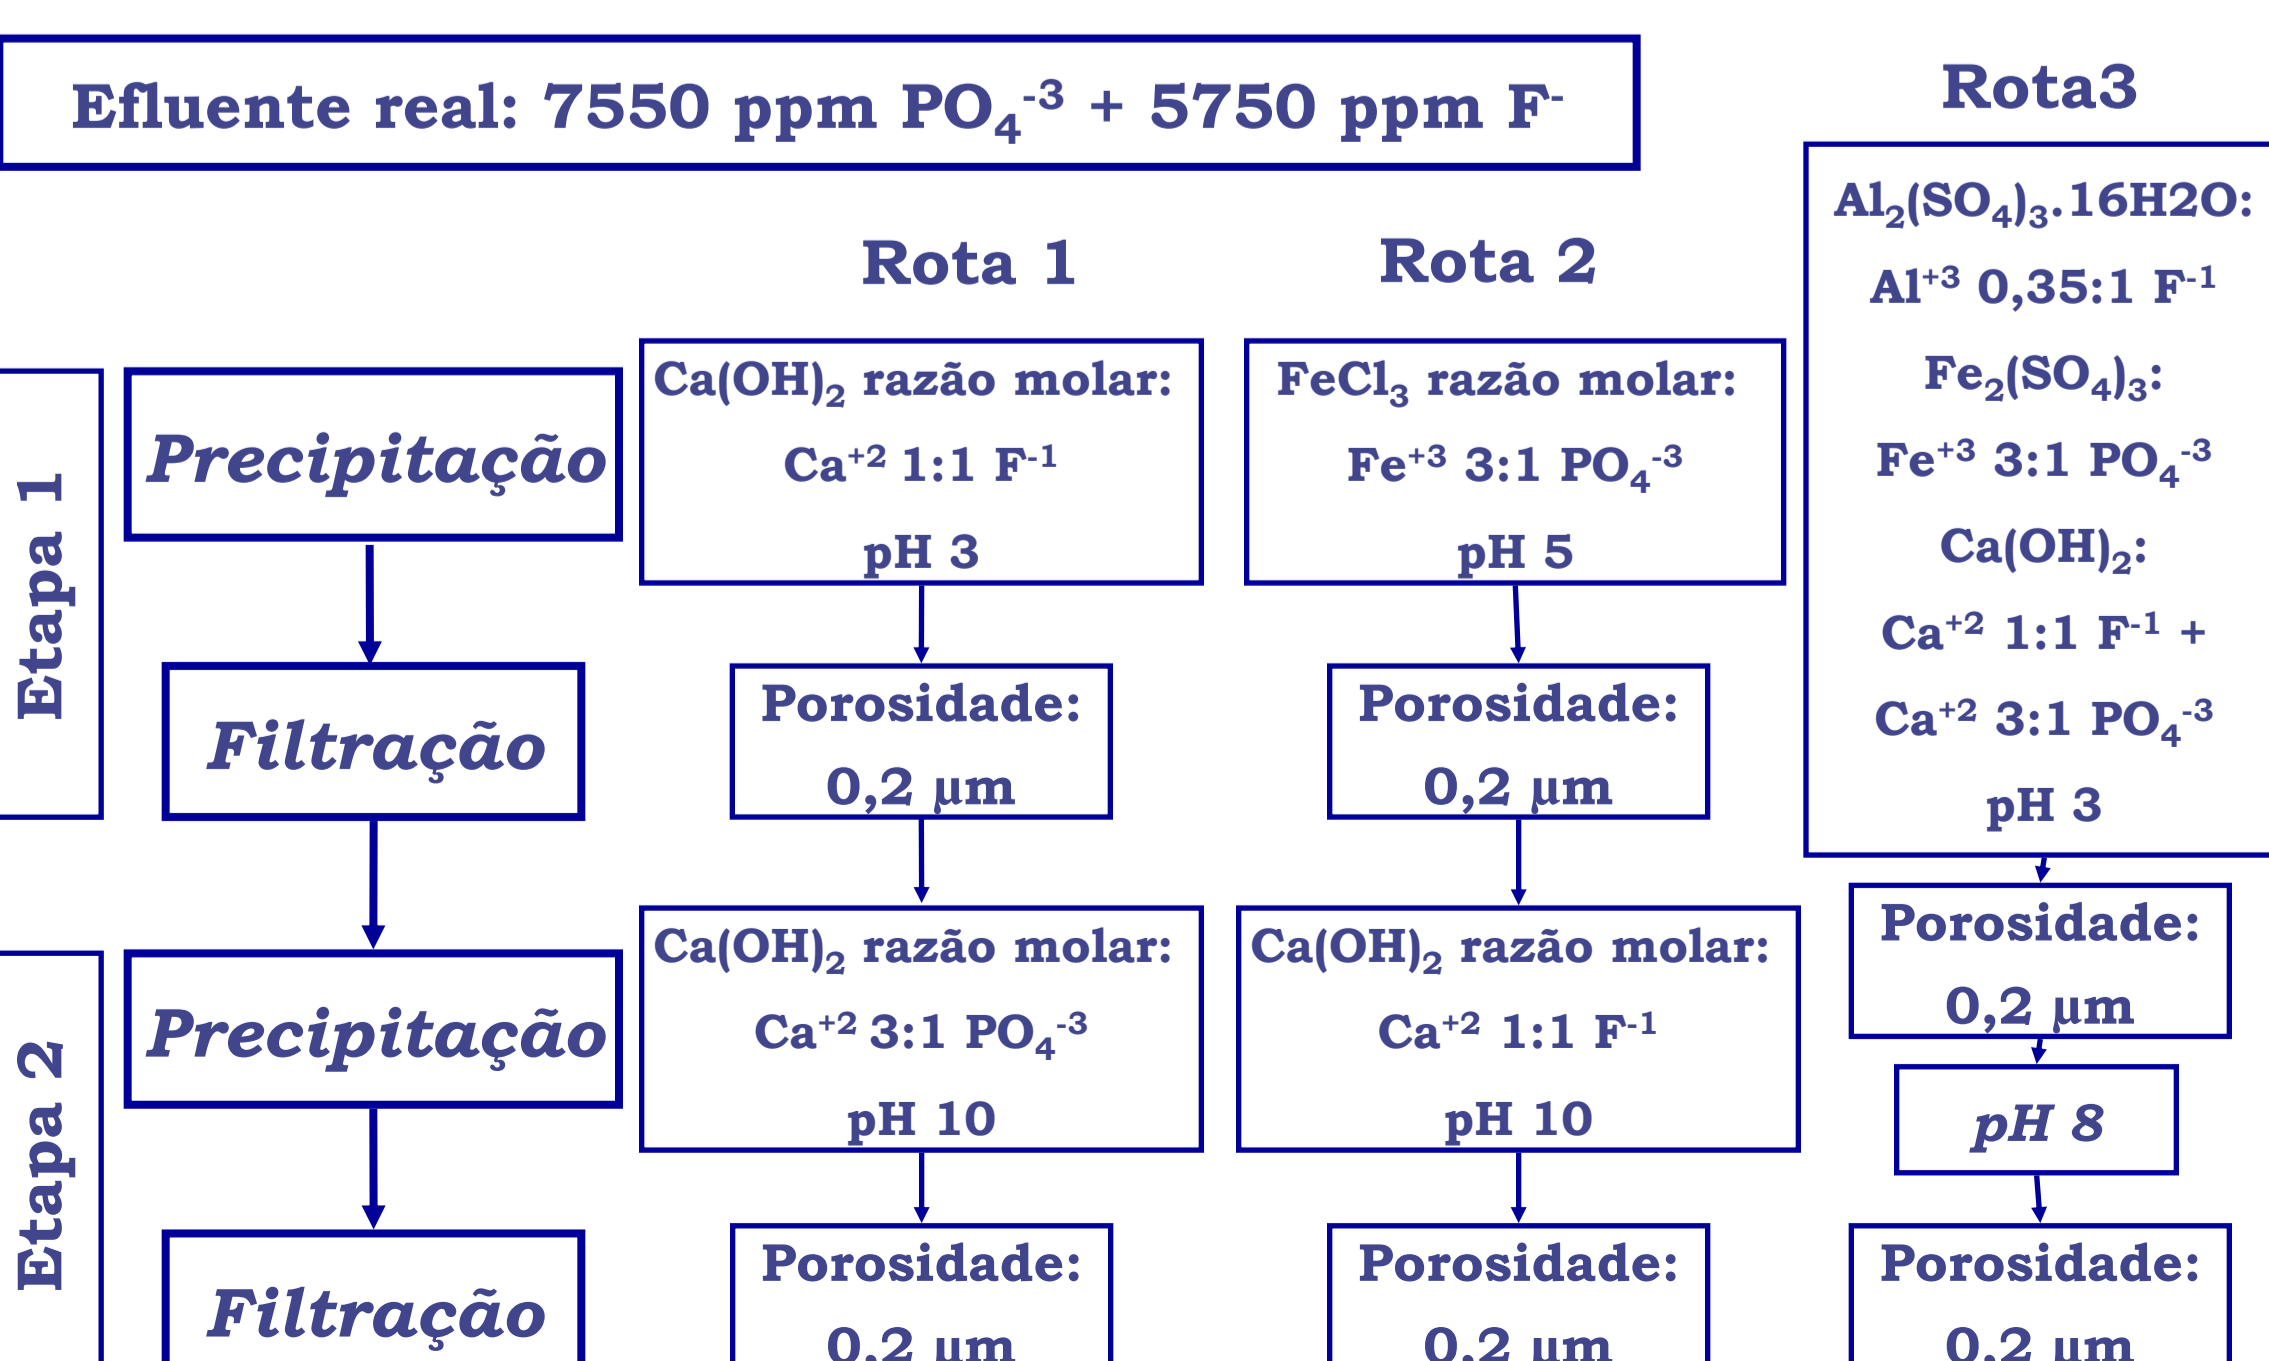 Efluente real: 7550 ppm PO₄⁻³ + 5750 ppm F⁻
Rota 1
Rota 2
Rota3
Etapa 1
Precipitação
Filtração
Etapa 2
Precipitação
Filtração
Ca(OH)₂ razão molar:
Ca⁺² 1:1 F⁻¹
pH 3
Porosidade:
0,2 µm
Ca(OH)₂ razão molar:
Ca⁺² 3:1 PO₄⁻³
pH 10
Porosidade:
0,2 µm
FeCl₃ razão molar:
Fe⁺³ 3:1 PO₄⁻³
pH 5
Porosidade:
0,2 µm
Ca(OH)₂ razão molar:
Ca⁺² 1:1 F⁻¹
pH 10
Porosidade:
0,2 µm
Al₂(SO₄)₃.16H2O:
Al⁺³ 0,35:1 F⁻¹
Fe₂(SO₄)₃:
Fe⁺³ 3:1 PO₄⁻³
Ca(OH)₂:
Ca⁺² 1:1 F⁻¹ +
Ca⁺² 3:1 PO₄⁻³
pH 3
Porosidade:
0,2 µm
pH 8
Porosidade:
0,2 µm